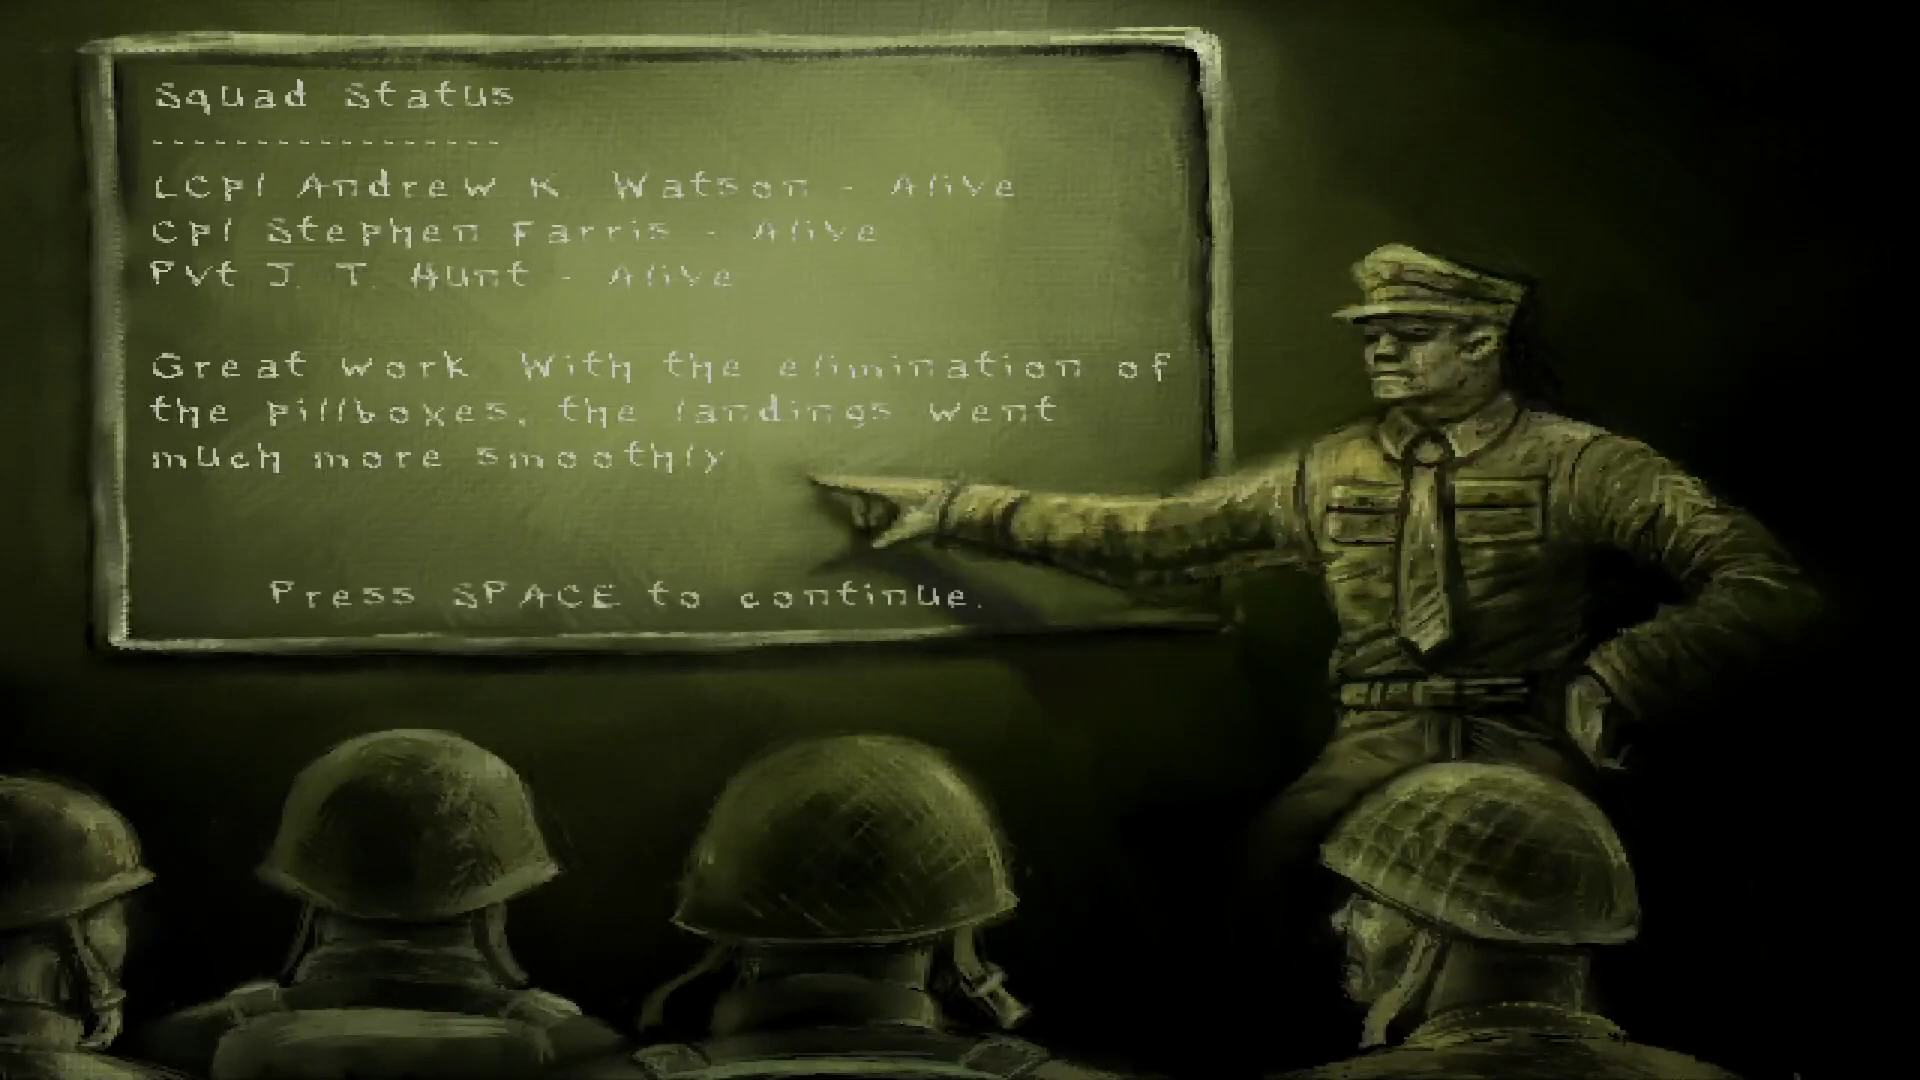 Squad Status
-----------------
LCpl Andrew K. Watson - Alive
Cpl Stephen Farris - Alive
Pvt J. T. Hunt - Alive
Great work. With the elimination of
the pillboxes, the landings went
much more smoothly
Press SPACE to continue.